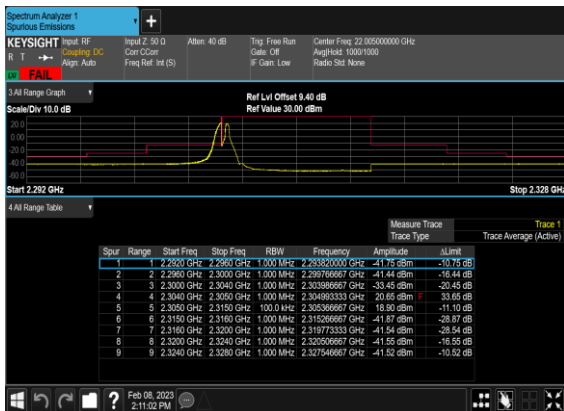 Spectrum Analyzer 1
Spurious Emissions
KEYSIGHT Input: RF Input Z: 50 Ω Atten: 40 dB Trig: Free Run Center Freq: 22.005000000 GHz
R T Coupling: DC Corr CCorr Gate: Off Avg|Hold: 1000/1000
Align: Auto Freq Ref: Int (S) IF Gain: Low Radio Std: None
FAIL
3 All Range Graph
Ref Lvl Offset 9.40 dB
Scale/Div 10.0 dB Ref Value 30.00 dBm
20.0
0.00
-20.0
-40.0
-60.0
Start 2.292 GHz Stop 2.328 GHz
4 All Range Table
Measure Trace Trace 1
Trace Type Trace Average (Active)
Spur Range Start Freq Stop Freq RBW Frequency Amplitude ΔLimit
1 1 2.2920 GHz 2.2960 GHz 1.000 MHz 2.293820000 GHz -41.75 dBm -10.75 dB
2 2 2.2960 GHz 2.3000 GHz 1.000 MHz 2.299766667 GHz -41.44 dBm -16.44 dB
3 3 2.3000 GHz 2.3040 GHz 1.000 MHz 2.303986667 GHz -33.45 dBm -20.45 dB
4 4 2.3040 GHz 2.3050 GHz 1.000 MHz 2.304993333 GHz 20.65 dBm F 33.65 dB
5 5 2.3050 GHz 2.3150 GHz 100.0 kHz 2.305366667 GHz 18.90 dBm -11.10 dB
6 6 2.3150 GHz 2.3160 GHz 1.000 MHz 2.315266667 GHz -41.87 dBm -28.87 dB
7 7 2.3160 GHz 2.3200 GHz 1.000 MHz 2.319773333 GHz -41.54 dBm -28.54 dB
8 8 2.3200 GHz 2.3240 GHz 1.000 MHz 2.320506667 GHz -41.55 dBm -16.55 dB
9 9 2.3240 GHz 2.3280 GHz 1.000 MHz 2.327546667 GHz -41.52 dBm -10.52 dB
? Feb 08, 2023
2:11:02 PM